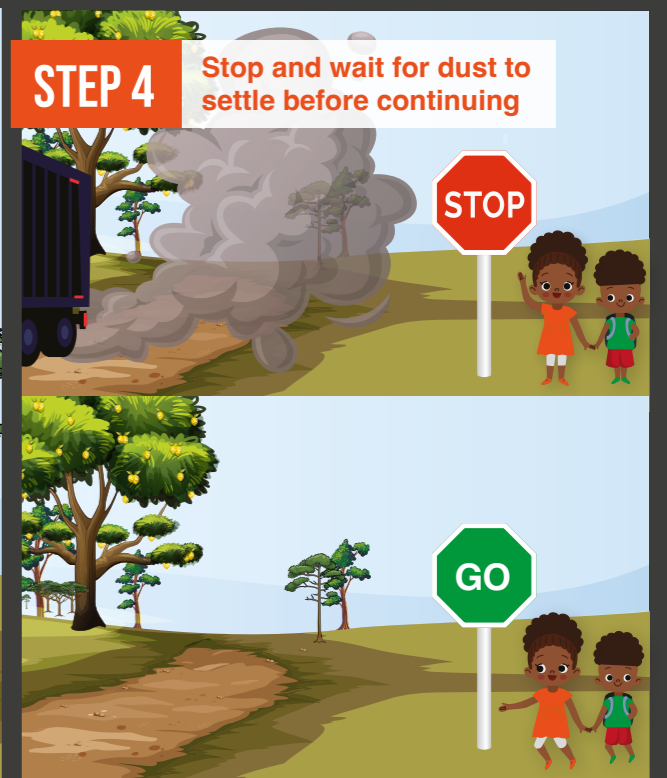 STEP 4
Stop and wait for dust to
settle before continuing
STOP
GO